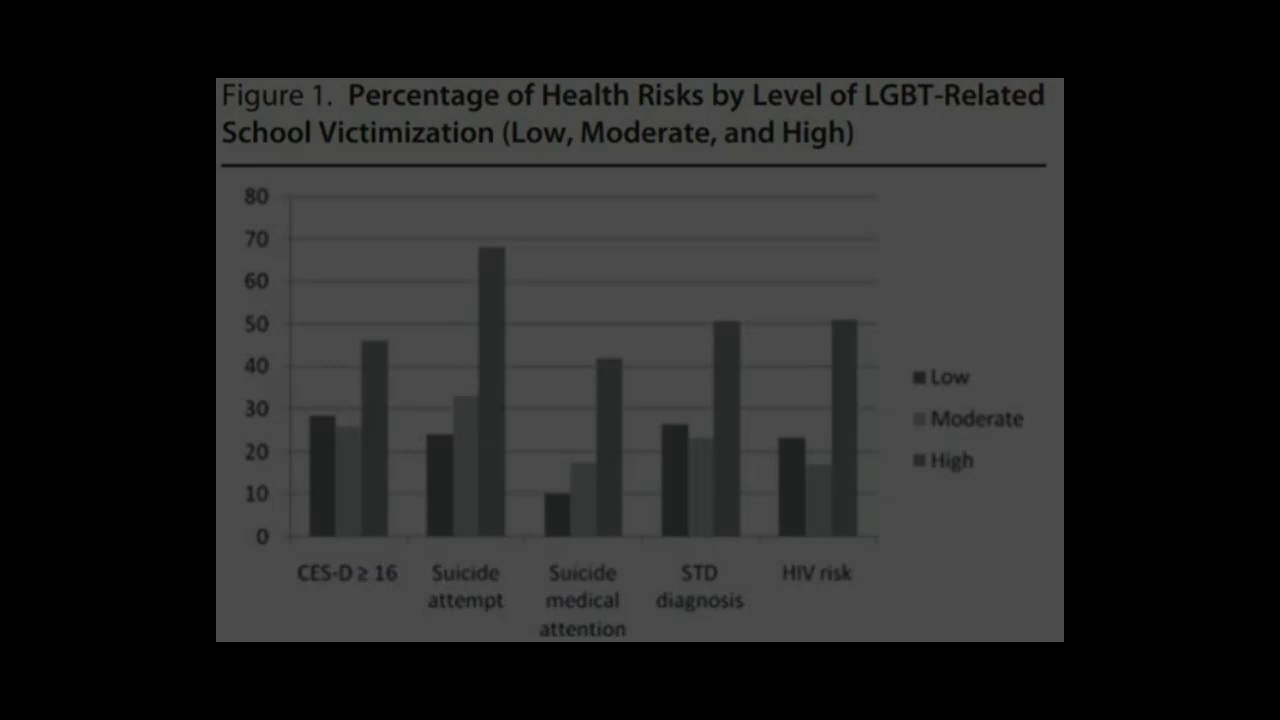 Figure 1. Percentage of Health Risks by Level of LGBT-Related
School Victimization (Low, Moderate, and High)
80
70
60
50
40
30
20
10
0
Low
Moderate
High
CES-D ≥ 16
Suicide attempt
Suicide medical attention
STD diagnosis
HIV risk